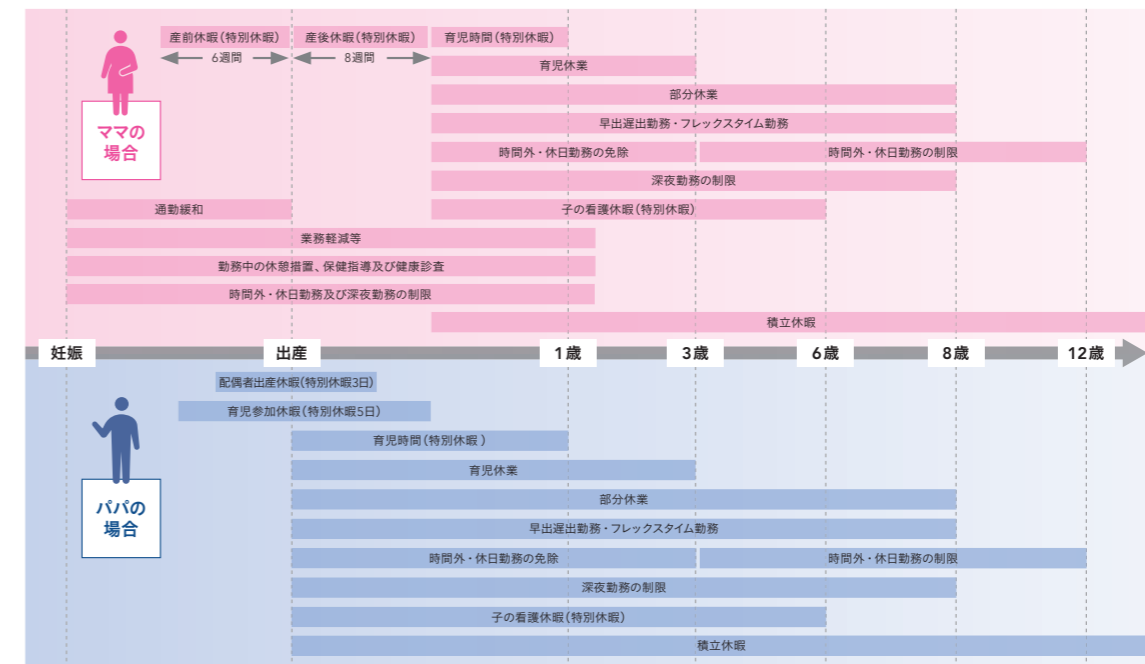 産前休暇(特別休暇)
産後休暇(特別休暇)
育児時間(特別休暇)
6週間
8週間
育児休業
部分休業
早出遅出勤務・フレックスタイム勤務
ママの
場合
時間外・休日勤務の免除
時間外・休日勤務の制限
深夜勤務の制限
通勤緩和
子の看護休暇(特別休暇)
業務軽減等
勤務中の休憩措置、保健指導及び健康診査
時間外・休日勤務及び深夜勤務の制限
積立休暇
妊娠
出産
1歳
3歳
6歳
8歳
12歳
配偶者出産休暇(特別休暇3日)
育児参加休暇(特別休暇5日)
育児時間(特別休暇)
育児休業
パパの
場合
部分休業
早出遅出勤務・フレックスタイム勤務
時間外・休日勤務の免除
時間外・休日勤務の制限
深夜勤務の制限
子の看護休暇(特別休暇)
積立休暇